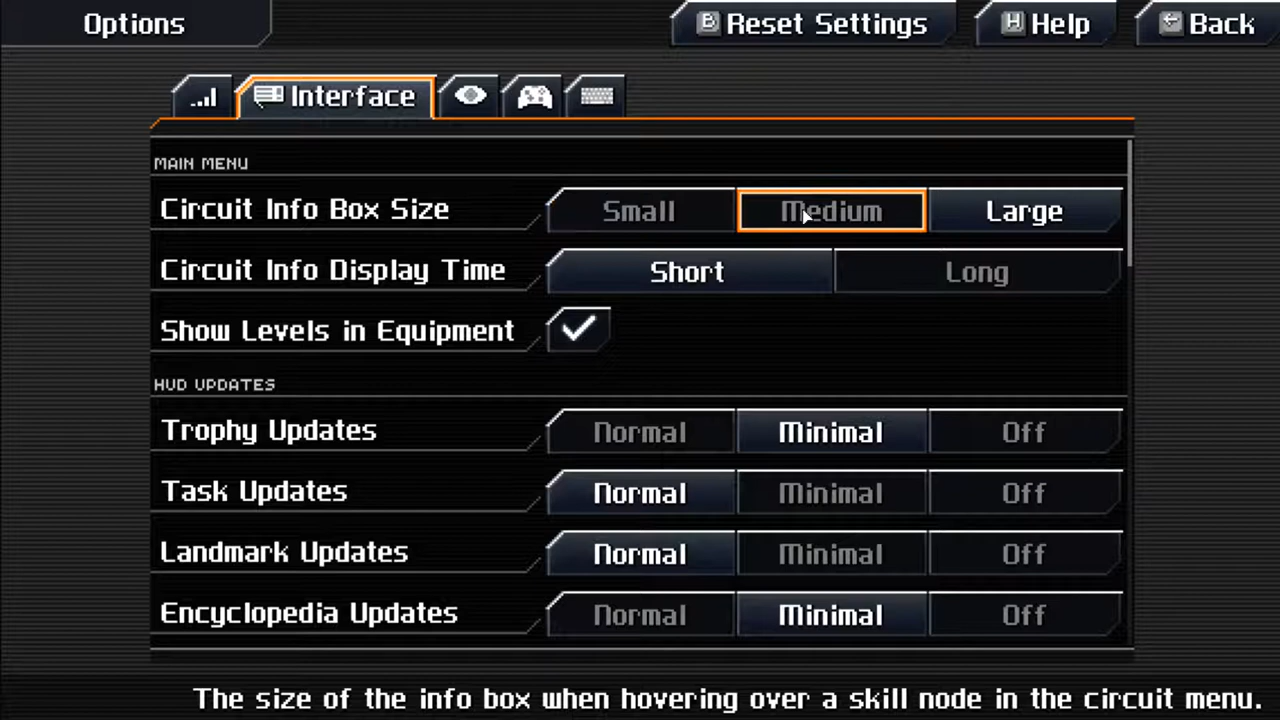 Options
B Reset Settings
H Help
Back
Interface
MAIN MENU
Circuit Info Box Size
Small
Medium
Large
Circuit Info Display Time
Short
Long
Show Levels in Equipment
HUD UPDATES
Trophy Updates
Normal
Minimal
Off
Task Updates
Normal
Minimal
Off
Landmark Updates
Normal
Minimal
Off
Encyclopedia Updates
Normal
Minimal
Off
The size of the info box when hovering over a skill node in the circuit menu.